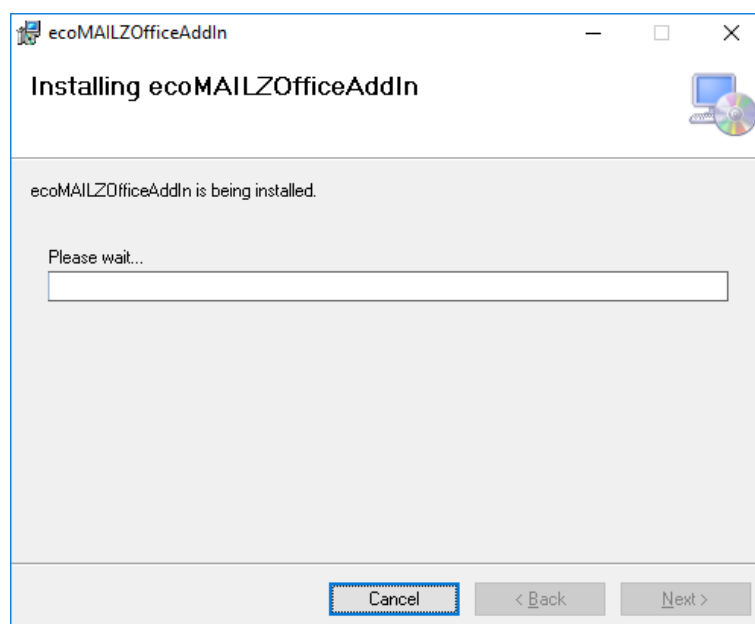 ecoMAILZOfficeAddIn
Installing ecoMAILZOfficeAddIn
ecoMAILZOfficeAddIn is being installed.
Please wait...
Cancel
< Back
Next >